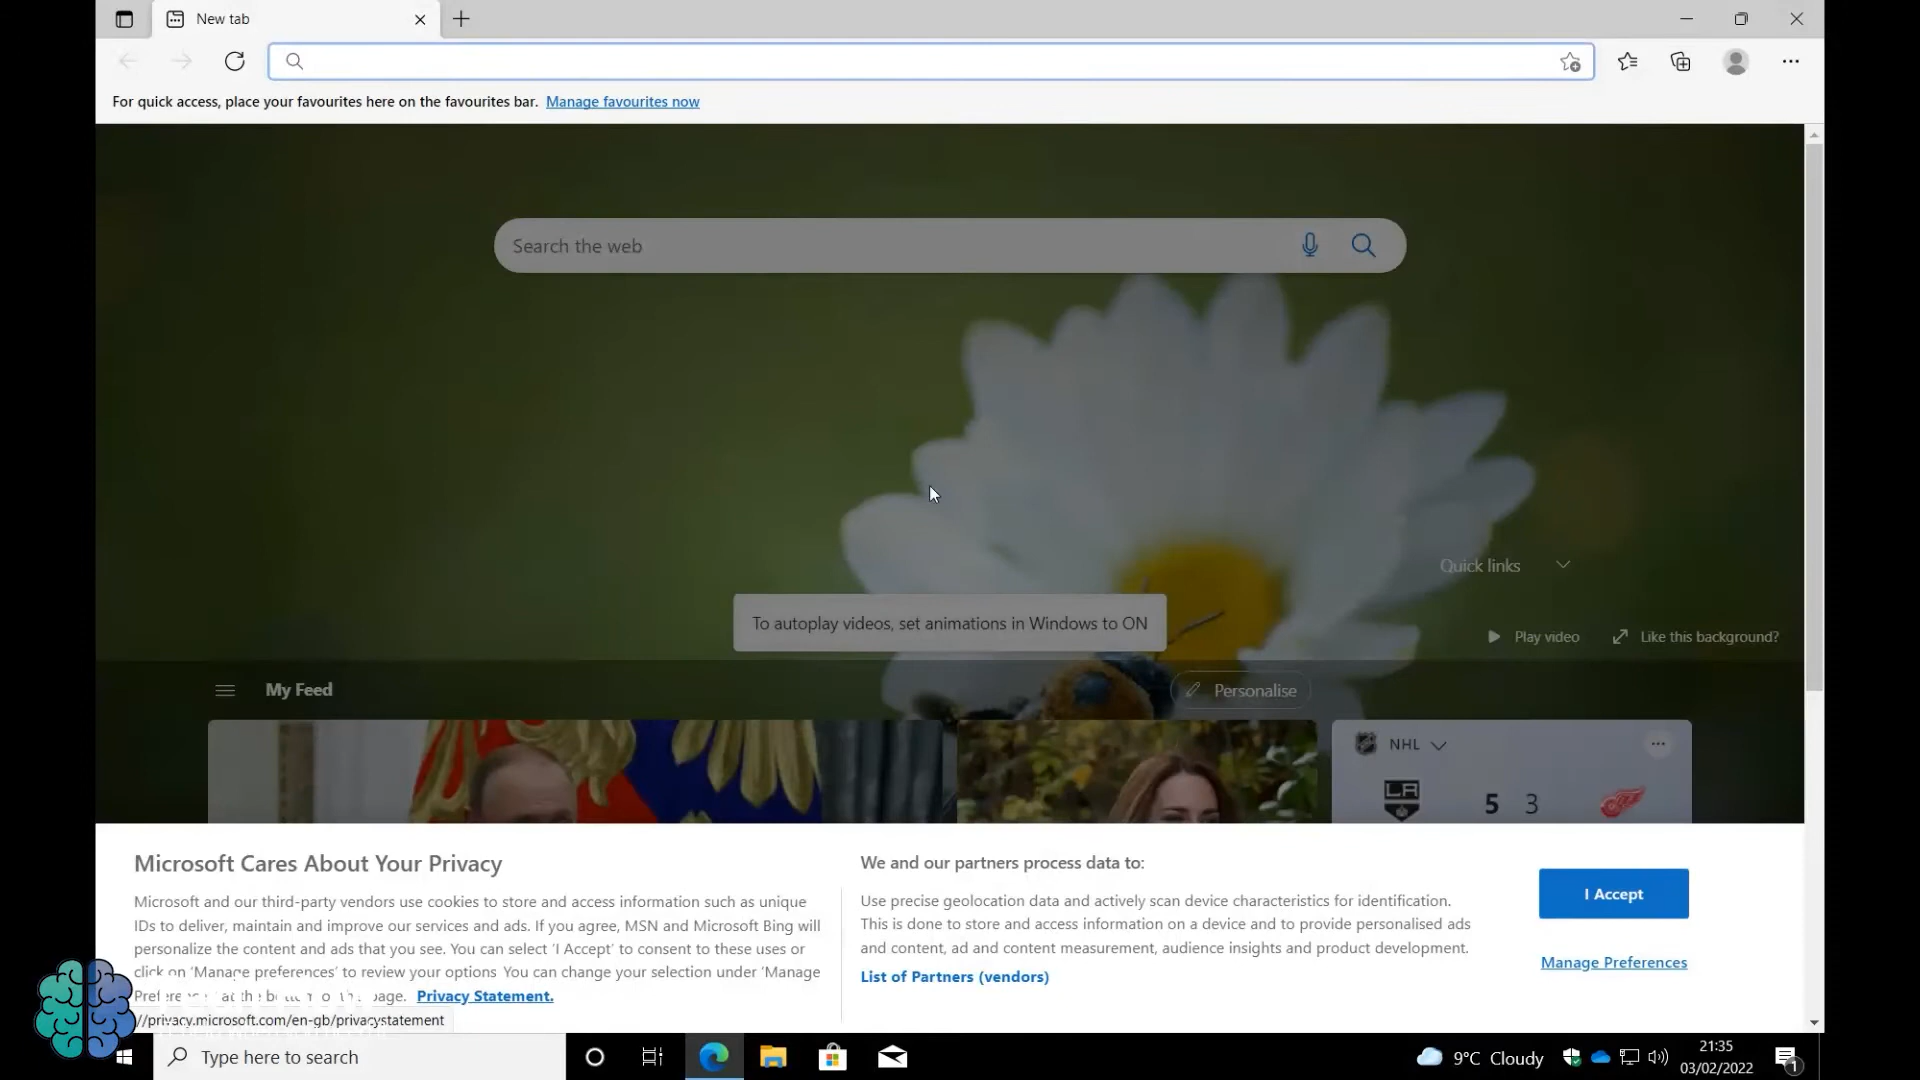 New tab
For quick access, place your favourites here on the favourites bar. Manage favourites now
Search the web
Quick links
To autoplay videos, set animations in Windows to ON
Play video
Like this background?
My Feed
Personalise
NHL
LA
5 3
Microsoft Cares About Your Privacy
Microsoft and our third-party vendors use cookies to store and access information such as unique
IDs to deliver, maintain and improve our services and ads. If you agree, MSN and Microsoft Bing will
personalize the content and ads that you see. You can select 'I Accept' to consent to these uses or
click on 'Manage preferences' to review your options. You can change your selection under 'Manage
at the bottom of this page. Privacy Statement.
//privacy.microsoft.com/en-gb/privacystatement
We and our partners process data to:
Use precise geolocation data and actively scan device characteristics for identification.
This is done to store and access information on a device and to provide personalised ads
and content, ad and content measurement, audience insights and product development.
List of Partners (vendors)
I Accept
Manage Preferences
Type here to search
9°C Cloudy
21:35
03/02/2022
1